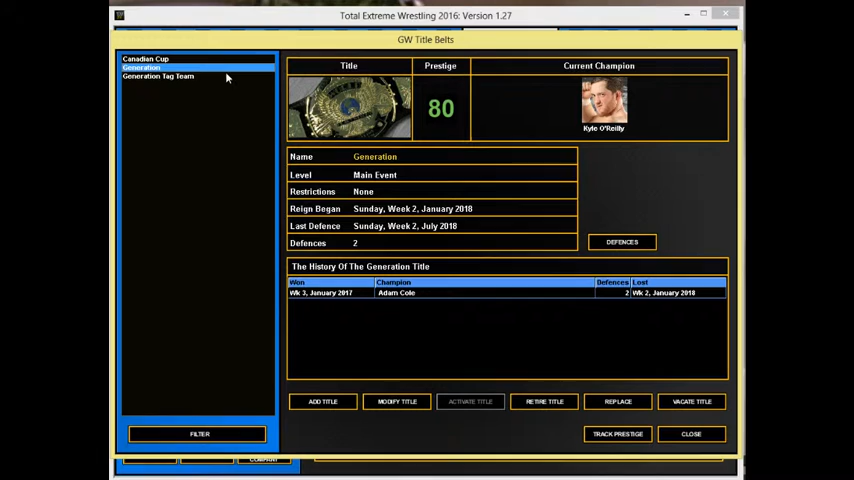 Total Extreme Wrestling 2016: Version 1.27
GW Title Belts
Canadian Cup
Generation
Generation Tag Team
Title Prestige Current Champion
80
Kyle O'Reilly
Name Generation
Level Main Event
Restrictions None
Reign Began Sunday, Week 2, January 2018
Last Defence Sunday, Week 2, July 2018
Defences 2
DEFENCES
The History Of The Generation Title
Won Champion Defences Lost
Wk 3, January 2017 Adam Cole 2 Wk 2, January 2018
ADD TITLE MODIFY TITLE ACTIVATE TITLE RETIRE TITLE REPLACE VACATE TITLE
FILTER TRACK PRESTIGE CLOSE
COMPANY